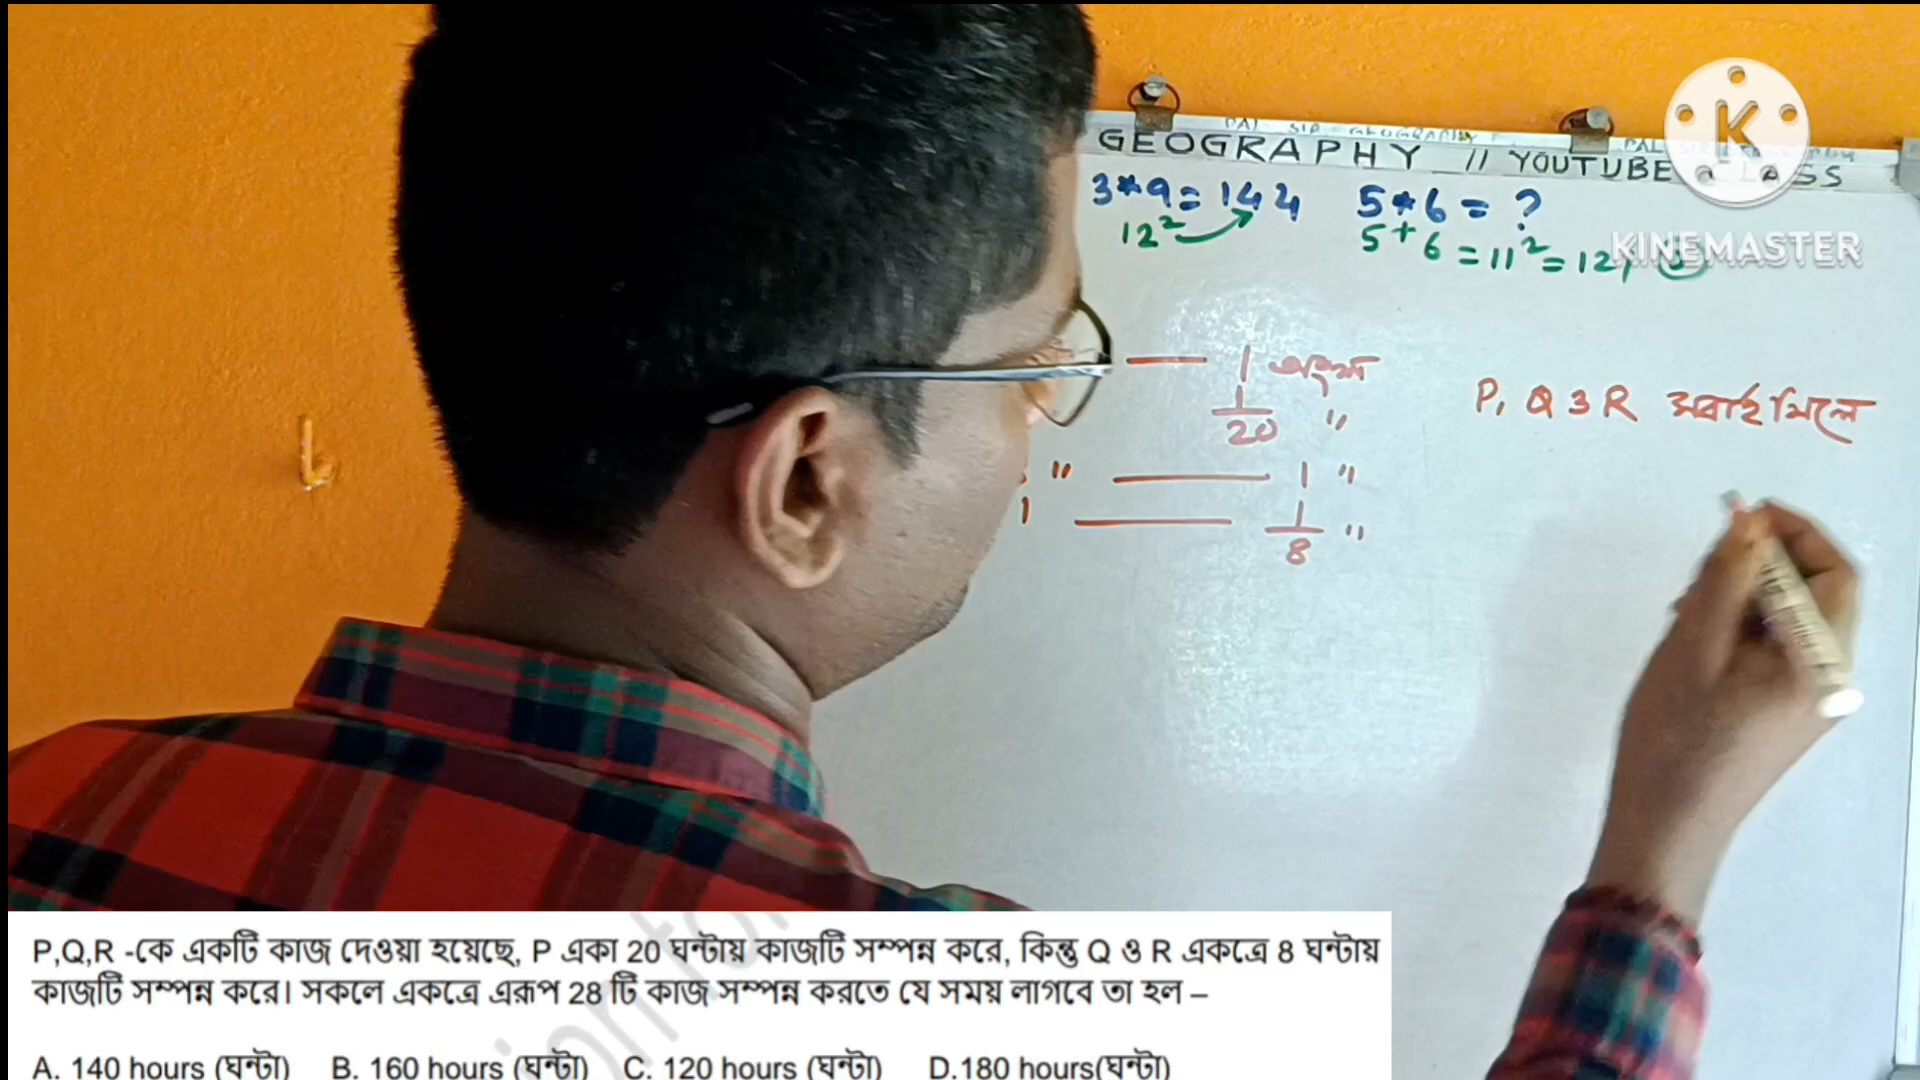 GEOGRAPHY // YOUTUBE CLASS
3*9=144 5*6=?
12² 5+6=11²=121
KINEMASTER
1 অংশ
1/20 "
P, Q ও R সবাই মিলে
" 1 "
1 1/8 "
P,Q,R -কে একটি কাজ দেওয়া হয়েছে, P একা 20 ঘন্টায় কাজটি সম্পন্ন করে, কিন্তু Q ও R একত্রে 8 ঘন্টায়
কাজটি সম্পন্ন করে। সকলে একত্রে এরূপ 28 টি কাজ সম্পন্ন করতে যে সময় লাগবে তা হল –
A. 140 hours (ঘন্টা) B. 160 hours (ঘন্টা) C. 120 hours (ঘন্টা) D.180 hours(ঘন্টা)